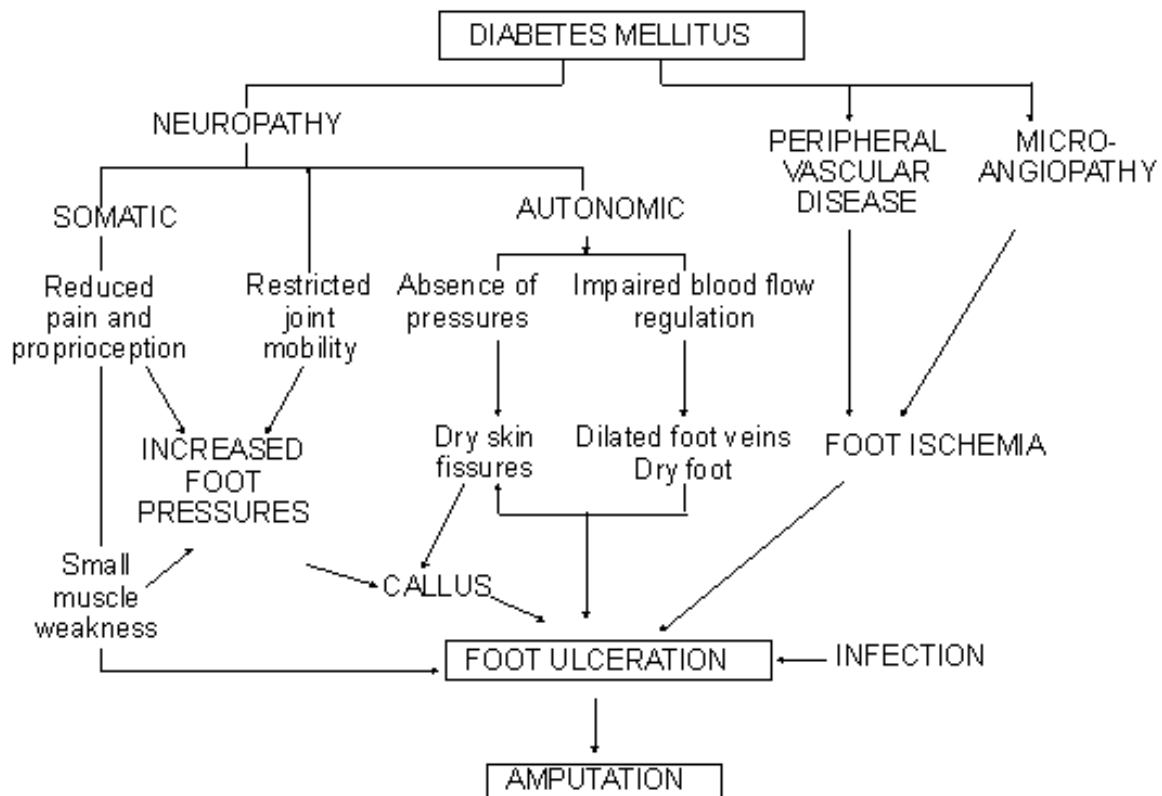 DIABETES MELLITUS
NEUROPATHY
PERIPHERAL
VASCULAR
DISEASE
MICRO-
ANGIOPATHY
SOMATIC
AUTONOMIC
Reduced
pain and
proprioception
Restricted
joint
mobility
Absence of
pressures
Impaired blood flow
regulation
INCREASED
FOOT
PRESSURES
Dry skin
fissures
Dilated foot veins
Dry foot
FOOT ISCHEMIA
Small
muscle
weakness
CALLUS
FOOT ULCERATION
INFECTION
AMPUTATION